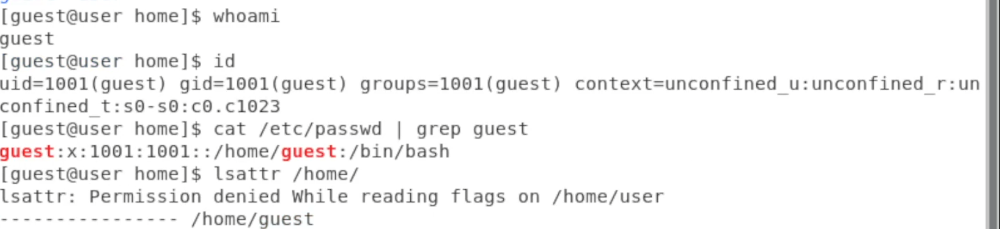 [guest@user home]$ whoami
guest
[guest@user home]$ id
uid=1001(guest) gid=1001(guest) groups=1001(guest) context=unconfined_u:unconfined_r:un
confined_t:s0-s0:c0.c1023
[guest@user home]$ cat /etc/passwd | grep guest
guest:x:1001:1001::/home/guest:/bin/bash
[guest@user home]$ lsattr /home/
lsattr: Permission denied While reading flags on /home/user
---------------- /home/guest